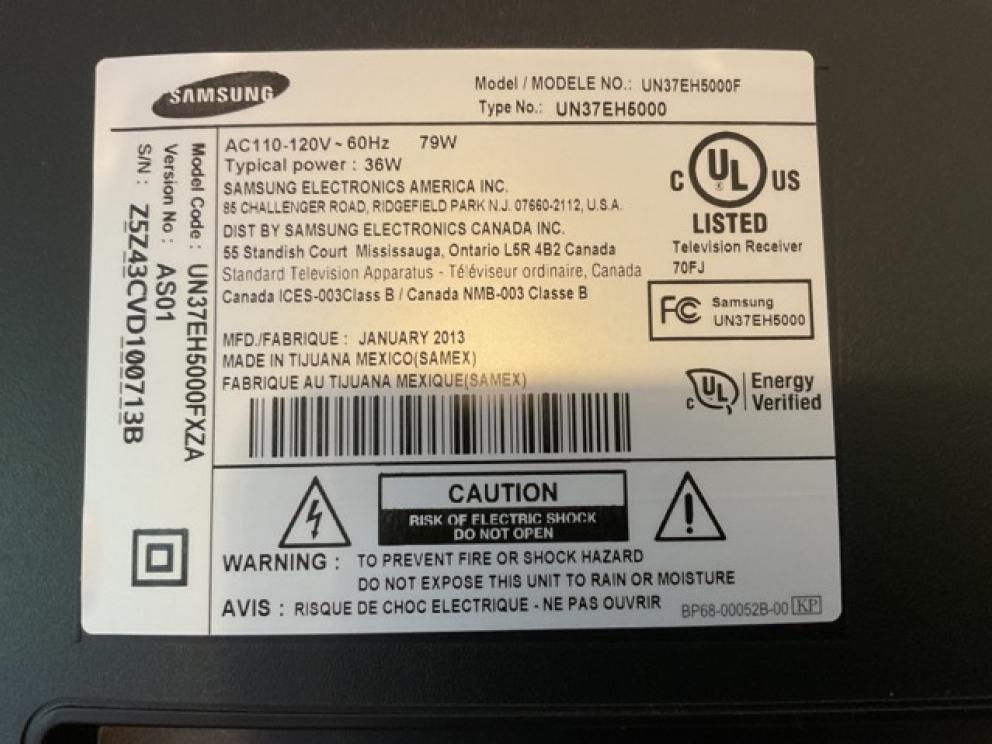 SAMSUNG
Model / MODELE NO.: UN37EH5000F
Type No.: UN37EH5000
Model Code : UN37EH5000FXZA
Version No : AS01
S/N : Z5Z43CVD100713B
AC110-120V ~ 60Hz 79W
Typical power : 36W
SAMSUNG ELECTRONICS AMERICA INC.
85 CHALLENGER ROAD, RIDGEFIELD PARK N.J. 07660-2112, U.S.A.
DIST BY SAMSUNG ELECTRONICS CANADA INC.
55 Standish Court Mississauga, Ontario L5R 4B2 Canada
Standard Television Apparatus - Téléviseur ordinaire, Canada
Canada ICES-003Class B / Canada NMB-003 Classe B
MFD./FABRIQUE : JANUARY 2013
MADE IN TIJUANA MEXICO(SAMEX)
FABRIQUE AU TIJUANA MEXIQUE(SAMEX)
C UL US
LISTED
Television Receiver
70FJ
FC Samsung
UN37EH5000
C UL Energy
Verified
CAUTION
RISK OF ELECTRIC SHOCK
DO NOT OPEN
WARNING : TO PREVENT FIRE OR SHOCK HAZARD
DO NOT EXPOSE THIS UNIT TO RAIN OR MOISTURE
AVIS : RISQUE DE CHOC ELECTRIQUE - NE PAS OUVRIR
BP68-00052B-00 KP